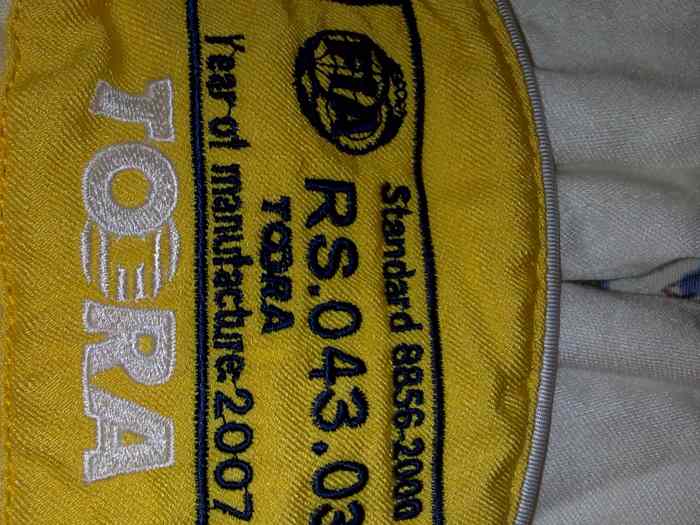 FIA
Standard 8856-2000
RS.043.03
TOORA
Year of manufacture:2007
TOORA